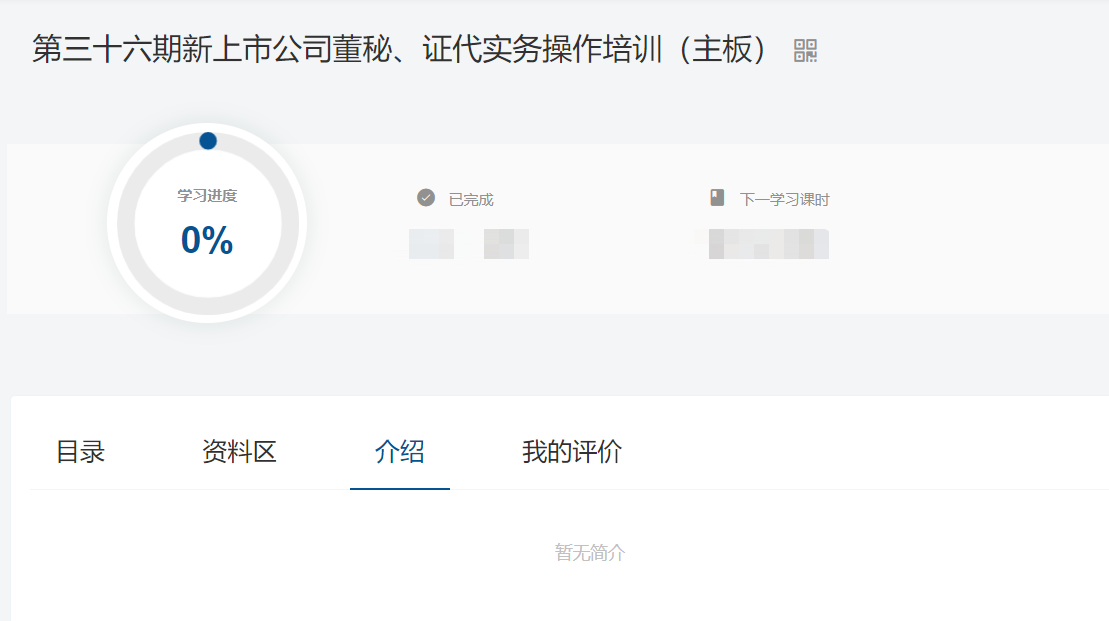 第三十六期新上市公司董秘、证代实务操作培训（主板）
学习进度
0%
已完成
下一学习课时
目录
资料区
介绍
我的评价
暂无简介